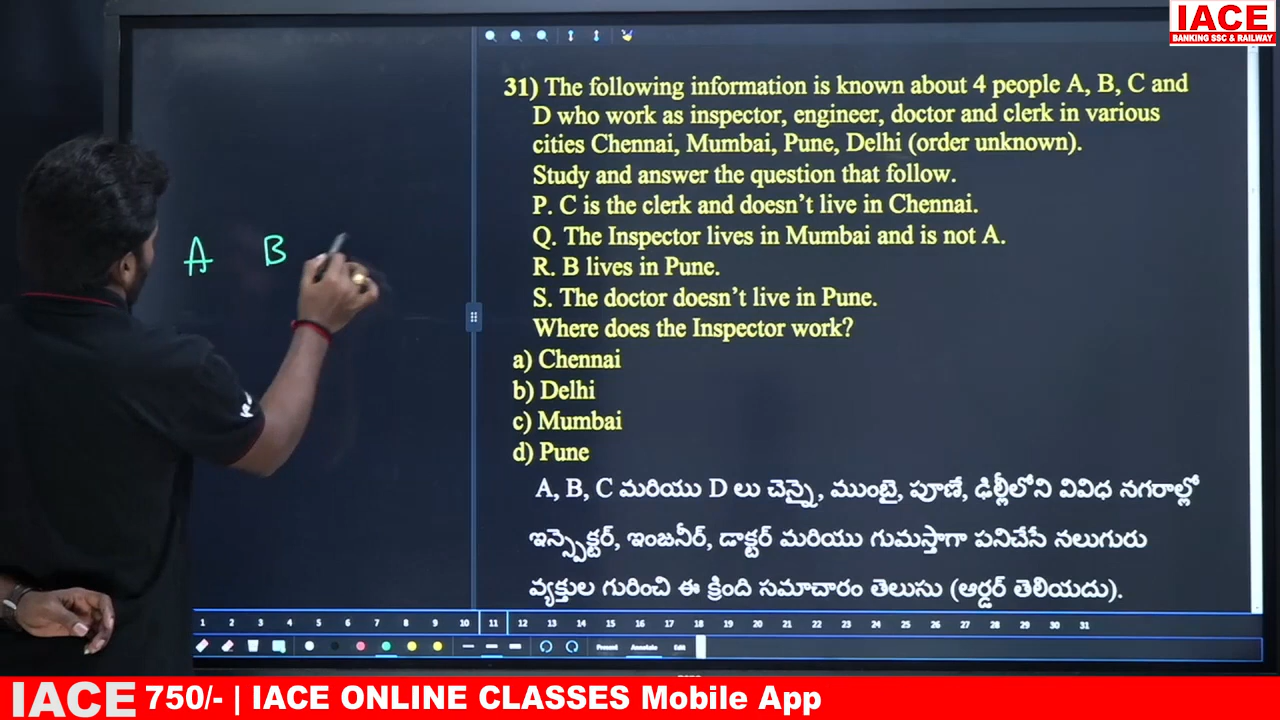 IACE
BANKING SSC & RAILWAY
31) The following information is known about 4 people A, B, C and
D who work as inspector, engineer, doctor and clerk in various
cities Chennai, Mumbai, Pune, Delhi (order unknown).
Study and answer the question that follow.
P. C is the clerk and doesn't live in Chennai.
Q. The Inspector lives in Mumbai and is not A.
R. B lives in Pune.
S. The doctor doesn't live in Pune.
Where does the Inspector work?
a) Chennai
b) Delhi
c) Mumbai
d) Pune
A, B, C మరియు D లు చెన్నై, ముంబై, పూణే, ఢిల్లీలోని వివిధ నగరాల్లో
ఇన్స్పెక్టర్, ఇంజనీర్, డాక్టర్ మరియు గుమస్తాగా పనిచేసే నలుగురు
వ్యక్తుల గురించి ఈ క్రింది సమాచారం తెలుసు (ఆర్డర్ తెలియదు).
A B
1 2 3 4 5 6 7 8 9 10 11 12 13 14 15 16 17 18 19 20 21 22 23 24 25 26 27 28 29 30 31
Present Annotate Edit
IACE 750/- | IACE ONLINE CLASSES Mobile App